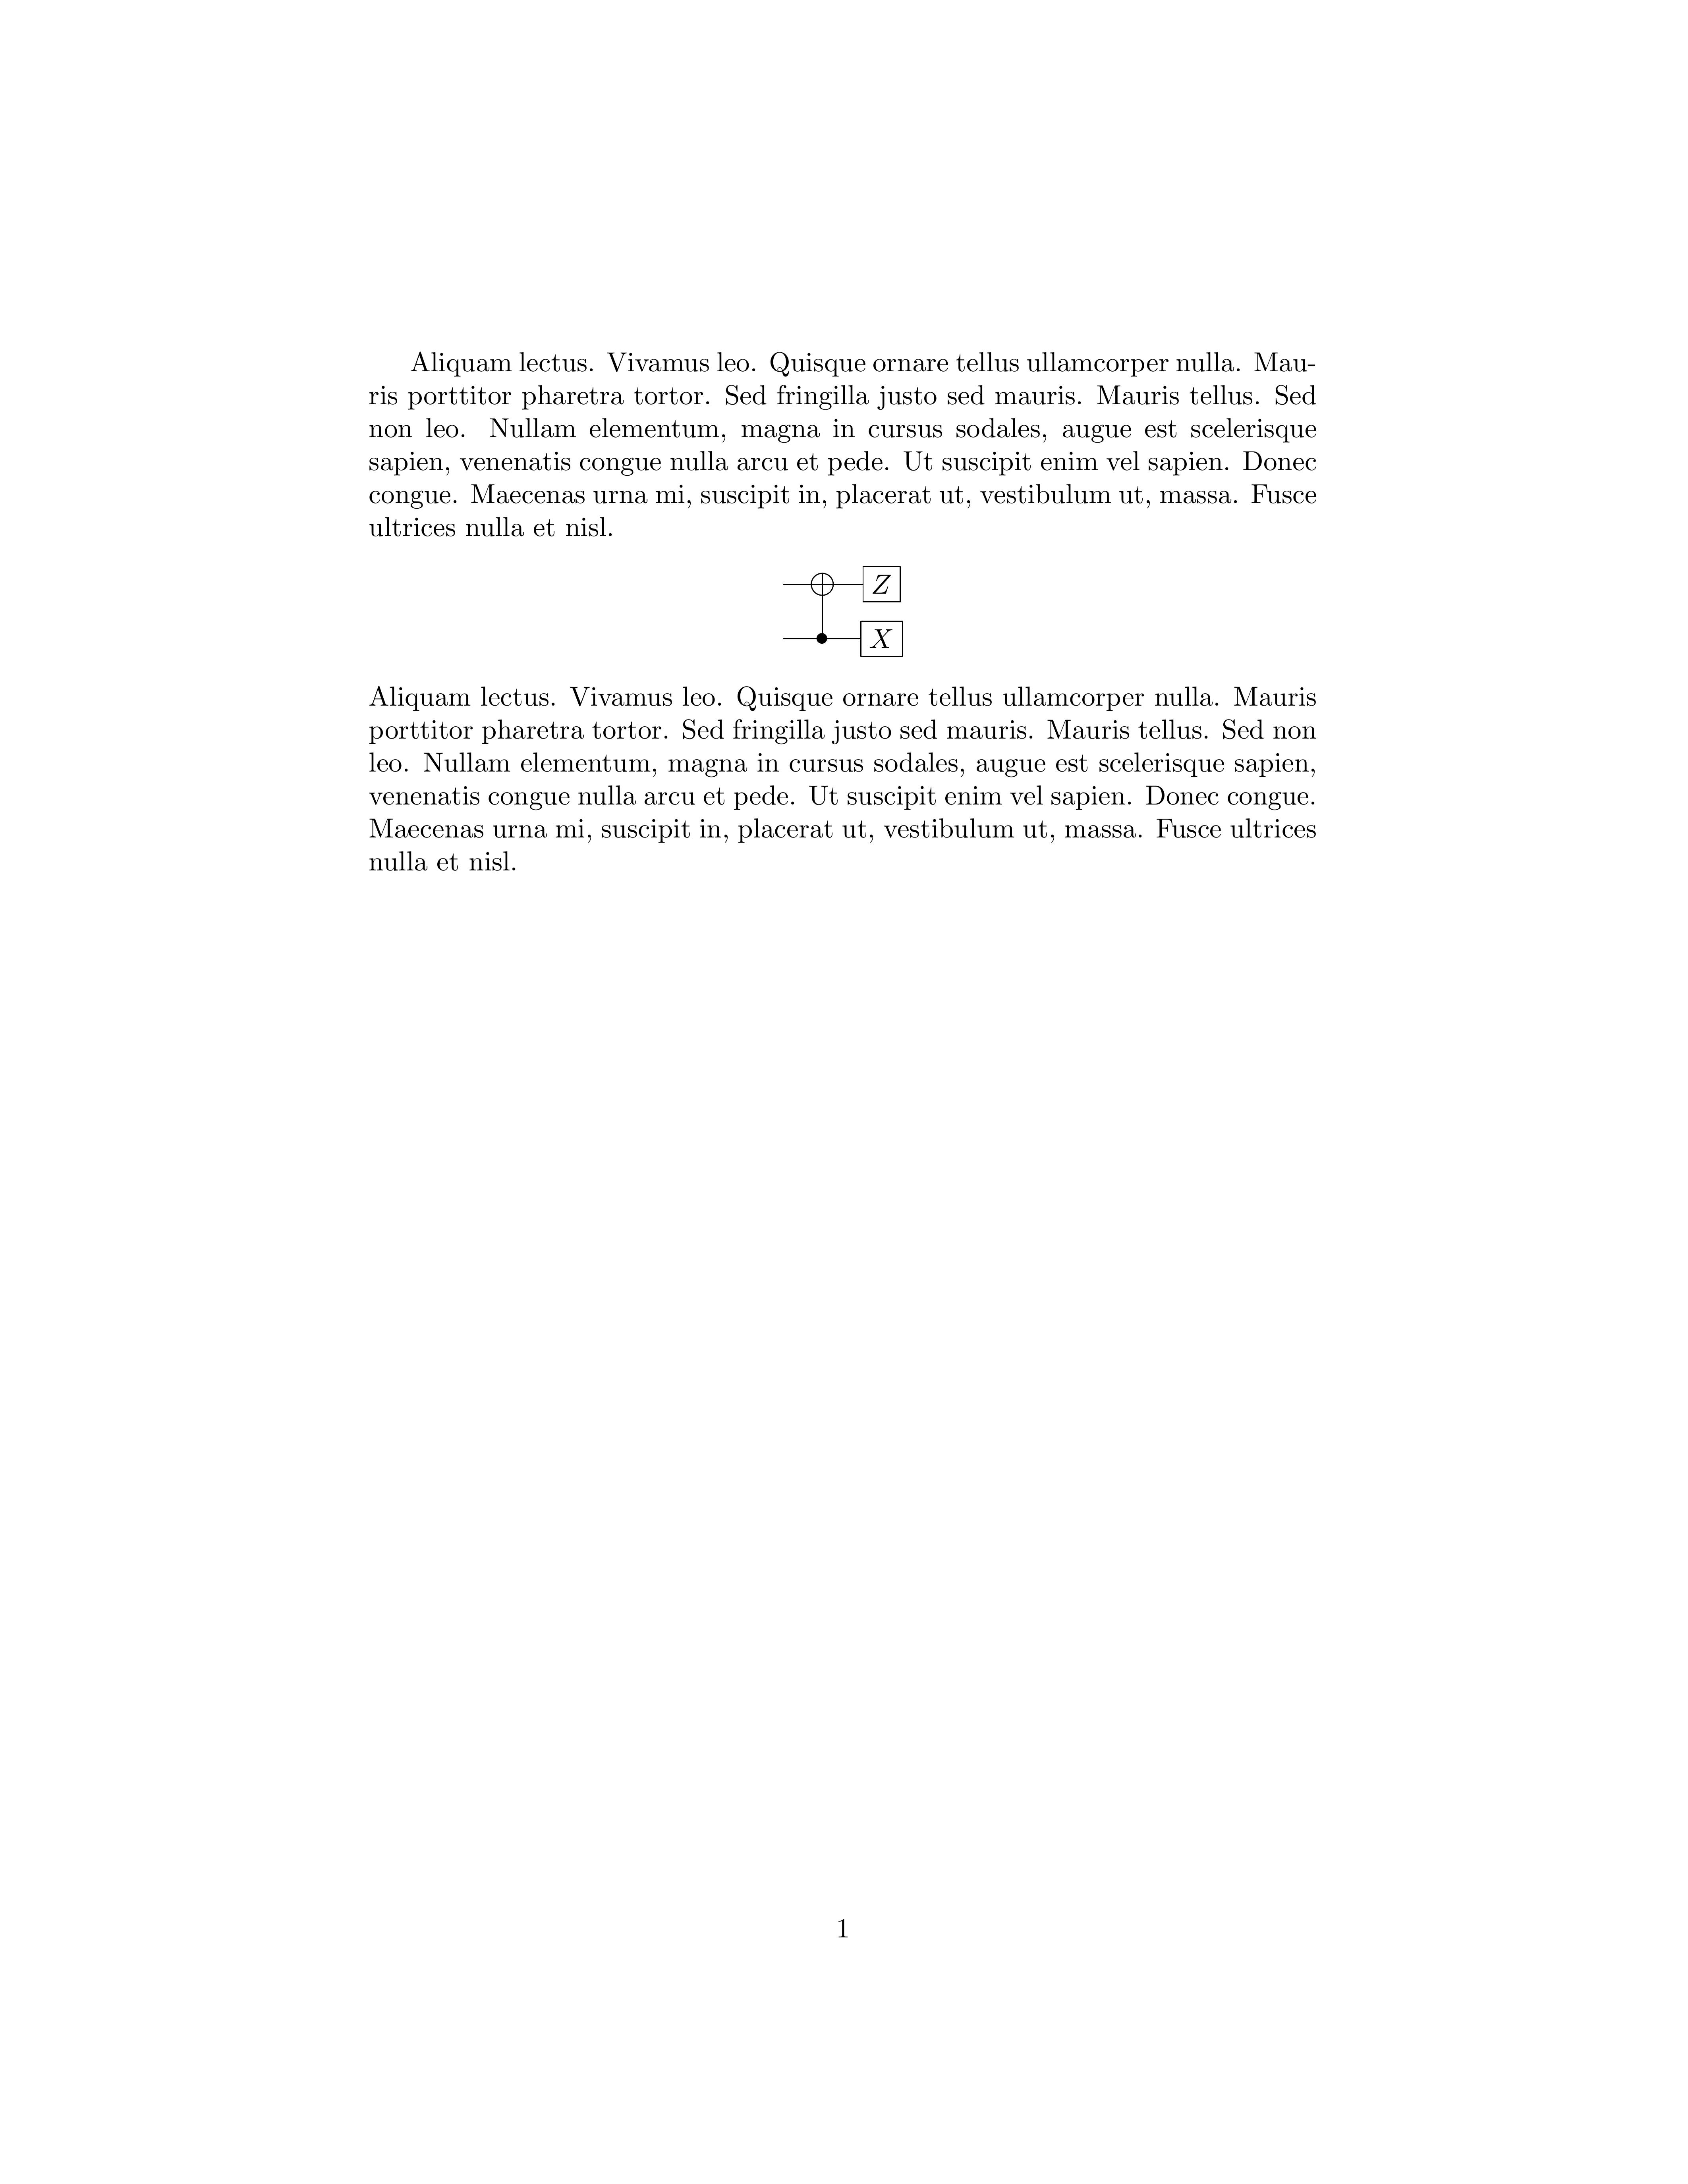 Aliquam lectus. Vivamus leo. Quisque ornare tellus ullamcorper nulla. Mau-
ris porttitor pharetra tortor. Sed fringilla justo sed mauris. Mauris tellus. Sed
non leo. Nullam elementum, magna in cursus sodales, augue est scelerisque
sapien, venenatis congue nulla arcu et pede. Ut suscipit enim vel sapien. Donec
congue. Maecenas urna mi, suscipit in, placerat ut, vestibulum ut, massa. Fusce
ultrices nulla et nisl.
Z
X
Aliquam lectus. Vivamus leo. Quisque ornare tellus ullamcorper nulla. Mauris
porttitor pharetra tortor. Sed fringilla justo sed mauris. Mauris tellus. Sed non
leo. Nullam elementum, magna in cursus sodales, augue est scelerisque sapien,
venenatis congue nulla arcu et pede. Ut suscipit enim vel sapien. Donec congue.
Maecenas urna mi, suscipit in, placerat ut, vestibulum ut, massa. Fusce ultrices
nulla et nisl.
1